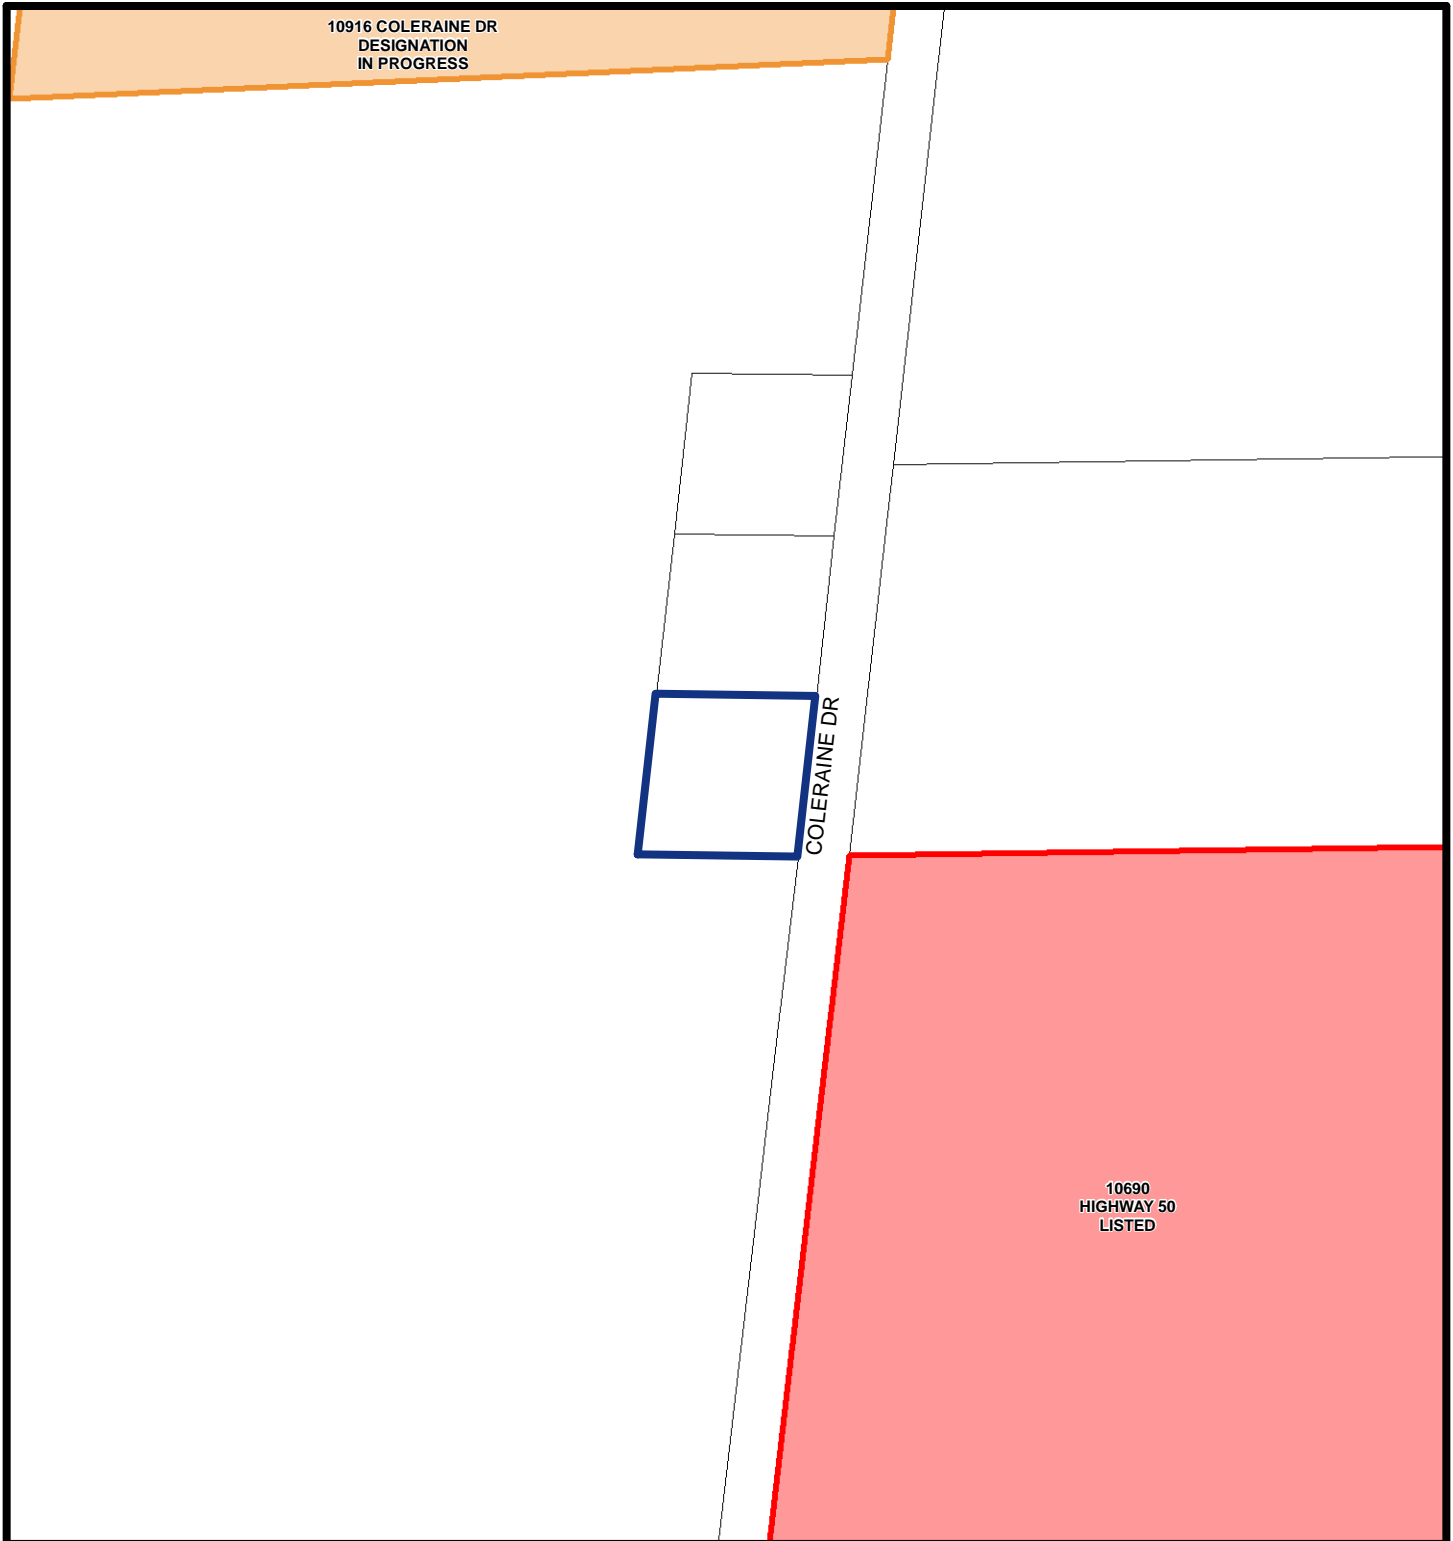 10916 COLERAINE DR
DESIGNATION
IN PROGRESS
COLERAINE DR
10690
HIGHWAY 50
LISTED